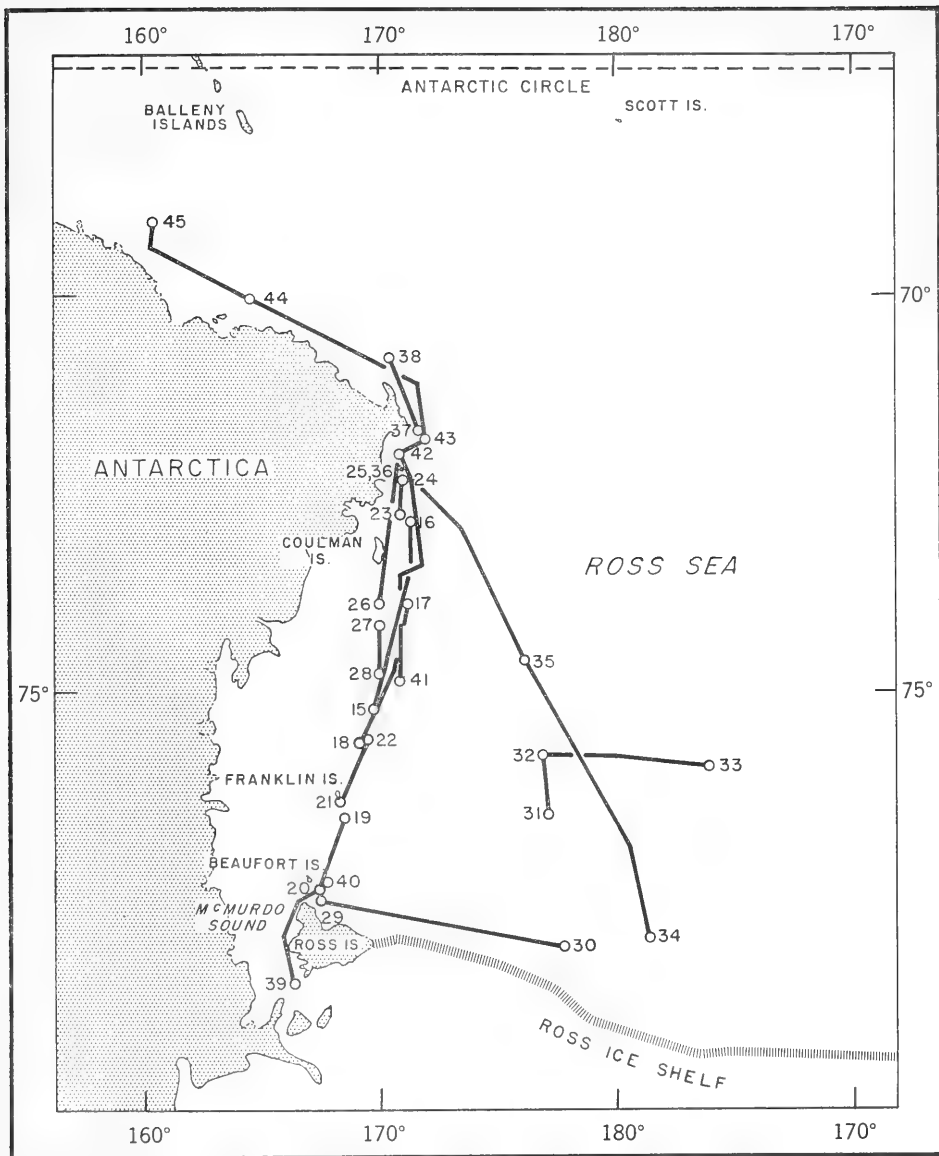 160° 170° 180° 170°
ANTARCTIC CIRCLE
BALLENY
ISLANDS
SCOTT IS.
45
44
70°
38
37
43
42
25,36
24
ANTARCTICA
23
16
COULMAN
IS.
ROSS SEA
26
17
27
35
28
41
75°
75°
15
18
22
32
33
FRANKLIN IS.
21
19
31
BEAUFORT IS.
40
20
McMURDO
SOUND
29
ROSS IS.
30
34
39
ROSS ICE SHELF
160° 170° 180° 170°